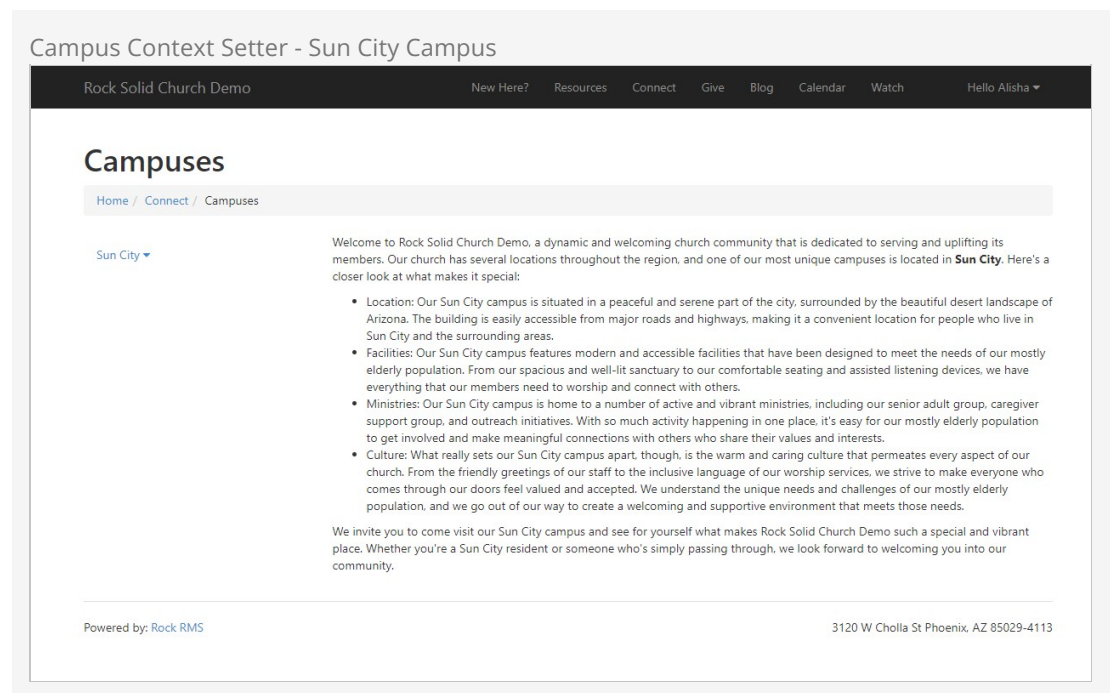 Campus Context Setter - Sun City Campus
Rock Solid Church Demo New Here? Resources Connect Give Blog Calendar Watch Hello Alisha
Campuses
Home / Connect / Campuses
Sun City
Welcome to Rock Solid Church Demo, a dynamic and welcoming church community that is dedicated to serving and uplifting its
members. Our church has several locations throughout the region, and one of our most unique campuses is located in Sun City. Here's a
closer look at what makes it special:
• Location: Our Sun City campus is situated in a peaceful and serene part of the city, surrounded by the beautiful desert landscape of
Arizona. The building is easily accessible from major roads and highways, making it a convenient location for people who live in
Sun City and the surrounding areas.
• Facilities: Our Sun City campus features modern and accessible facilities that have been designed to meet the needs of our mostly
elderly population. From our spacious and well-lit sanctuary to our comfortable seating and assisted listening devices, we have
everything that our members need to worship and connect with others.
• Ministries: Our Sun City campus is home to a number of active and vibrant ministries, including our senior adult group, caregiver
support group, and outreach initiatives. With so much activity happening in one place, it's easy for our mostly elderly population
to get involved and make meaningful connections with others who share their values and interests.
• Culture: What really sets our Sun City campus apart, though, is the warm and caring culture that permeates every aspect of our
church. From the friendly greetings of our staff to the inclusive language of our worship services, we strive to make everyone who
comes through our doors feel valued and accepted. We understand the unique needs and challenges of our mostly elderly
population, and we go out of our way to create a welcoming and supportive environment that meets those needs.
We invite you to come visit our Sun City campus and see for yourself what makes Rock Solid Church Demo such a special and vibrant
place. Whether you're a Sun City resident or someone who's simply passing through, we look forward to welcoming you into our
community.
Powered by: Rock RMS 3120 W Cholla St Phoenix, AZ 85029-4113